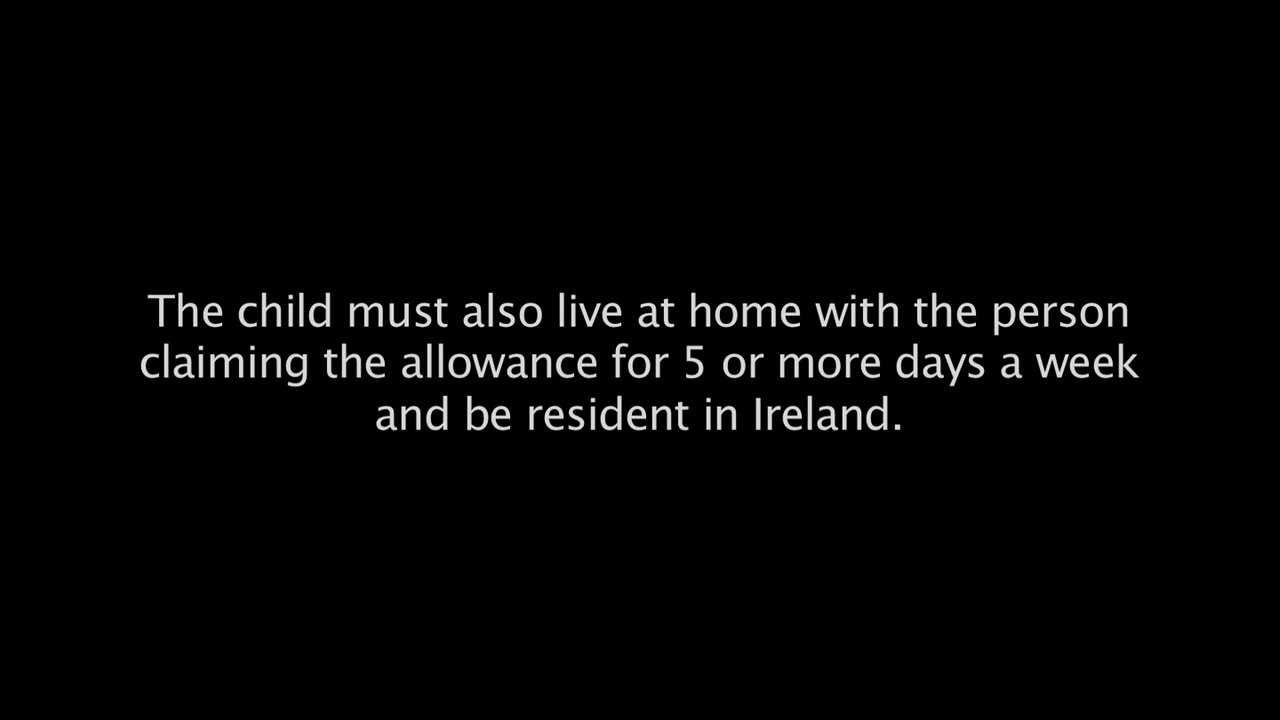 The child must also live at home with the person
claiming the allowance for 5 or more days a week
and be resident in Ireland.